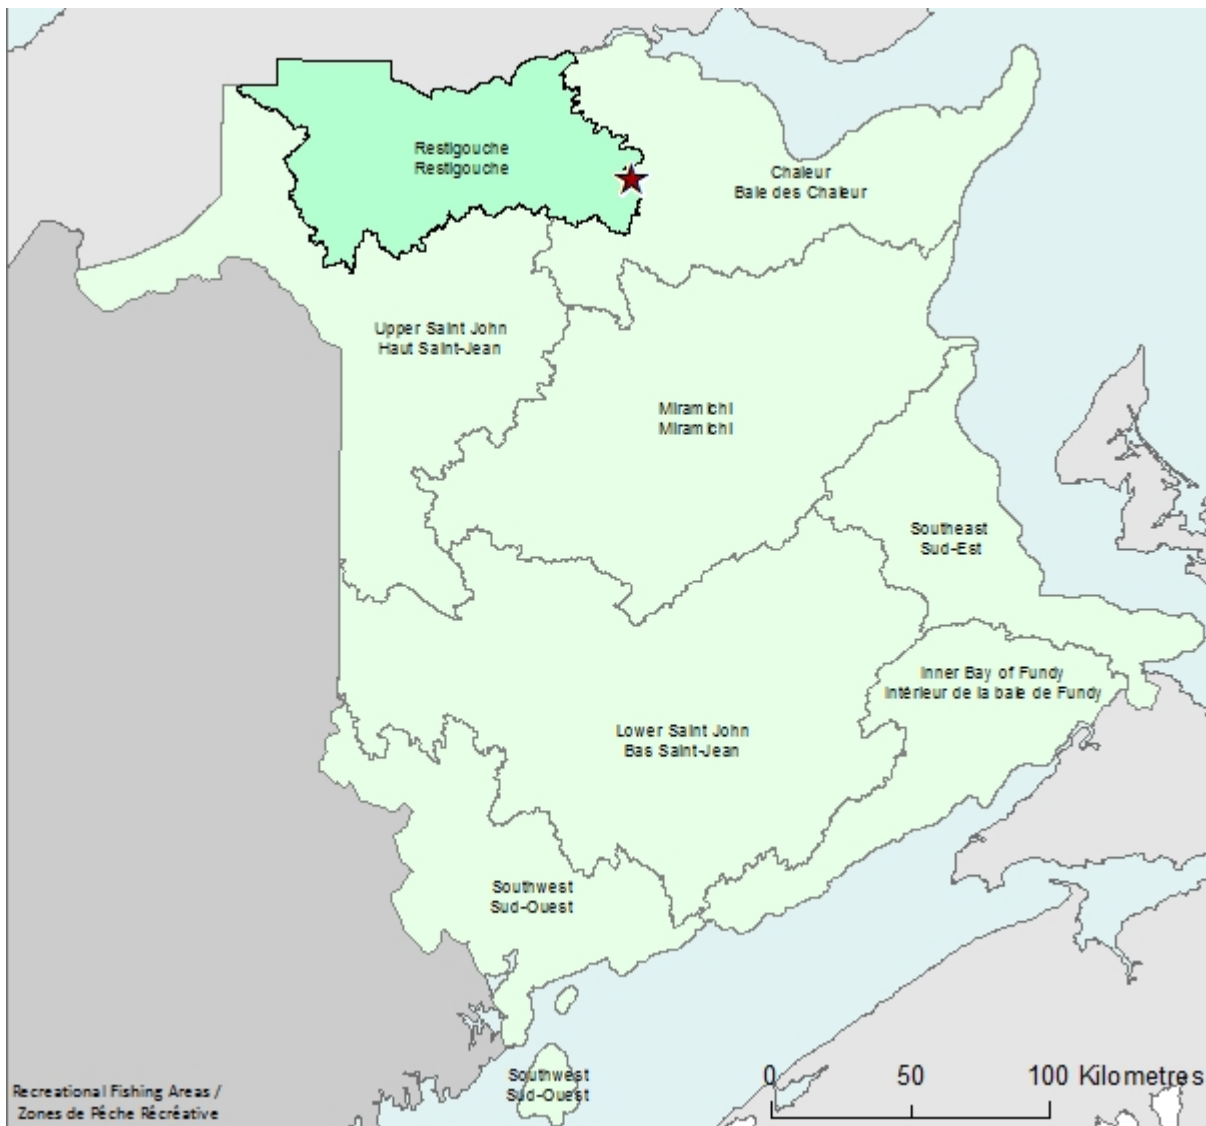 Restigouche
Restigouche
Chaleur
Baie des Chaleur
Upper Saint John
Haut Saint-Jean
Miramichi
Miramichi
Southeast
Sud-Est
Inner Bay of Fundy
Intérieur de la baie de Fundy
Lower Saint John
Bas Saint-Jean
Southwest
Sud-Ouest
Southwest
Sud-Ouest
0 50 100 Kilometres
Recreational Fishing Areas /
Zones de Pêche Récréative